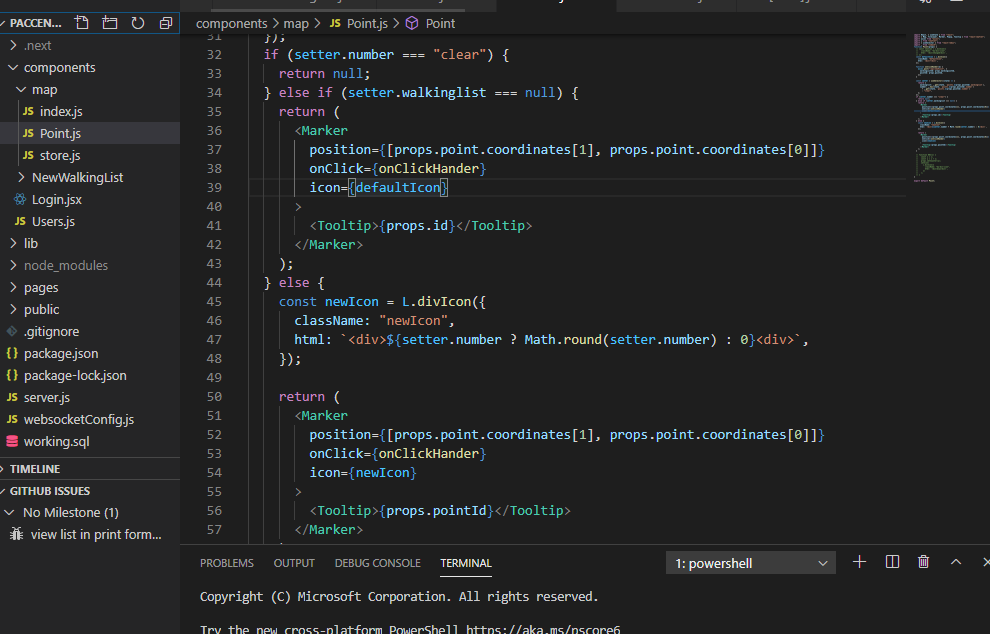 PACCEN...
.next
components
map
JS index.js
JS Point.js
JS store.js
NewWalkingList
Login.jsx
JS Users.js
lib
node_modules
pages
public
.gitignore
{} package.json
{} package-lock.json
JS server.js
JS websocketConfig.js
working.sql
TIMELINE
GITHUB ISSUES
No Milestone (1)
view list in print form...
components > map > JS Point.js > Point
31 });
32 if (setter.number === "clear") {
33 return null;
34 } else if (setter.walkinglist === null) {
35 return (
36 <Marker
37 position={[props.point.coordinates[1], props.point.coordinates[0]]}
38 onClick={onClickHander}
39 icon={defaultIcon}
40 >
41 <Tooltip>{props.id}</Tooltip>
42 </Marker>
43 );
44 } else {
45 const newIcon = L.divIcon({
46 className: "newIcon",
47 html: `<div>${setter.number ? Math.round(setter.number) : 0}<div>`,
48 });
49
50 return (
51 <Marker
52 position={[props.point.coordinates[1], props.point.coordinates[0]]}
53 onClick={onClickHander}
54 icon={newIcon}
55 >
56 <Tooltip>{props.pointId}</Tooltip>
57 </Marker>
PROBLEMS OUTPUT DEBUG CONSOLE TERMINAL 1: powershell
Copyright (C) Microsoft Corporation. All rights reserved.
Try the new cross-platform PowerShell https://aka.ms/pscore6